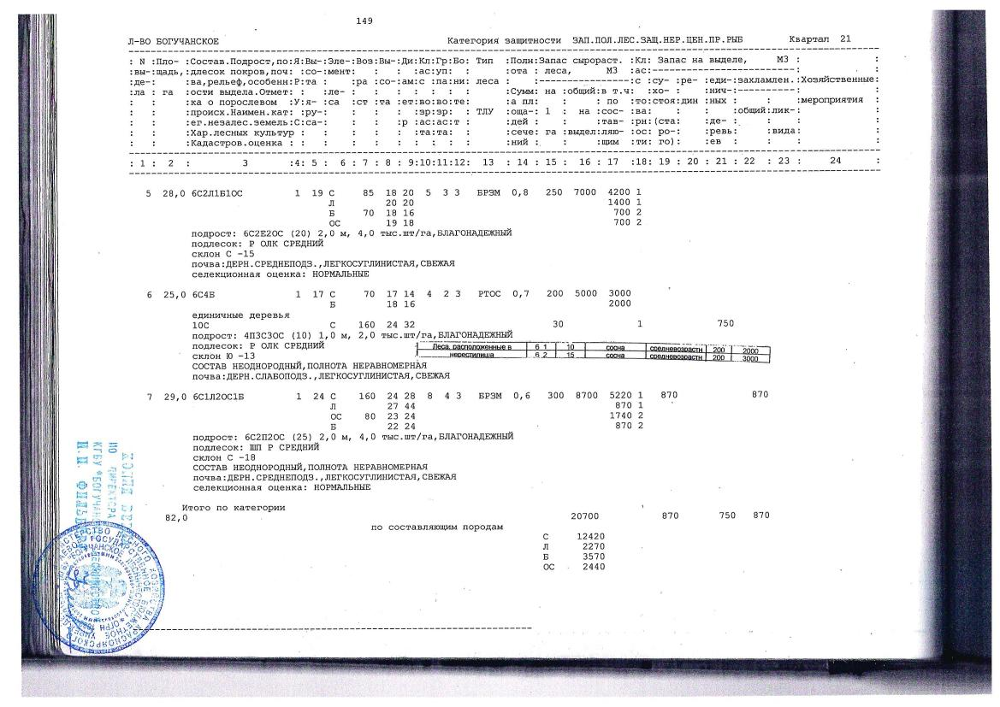 149
Л-ВО БОГУЧАНСКОЕ Категория защитности ЗАП.ПОЛ.ЛЕС.ЗАЩ.НЕР.ЦЕН.ПР.РЫБ Квартал 21
: N :Пло- :Состав.Подрост,по:Я:Вы-:Эле-:Воз:Вы-:Ди:Кл:Гр:Бо: Тип :Полн:Запас сырораст. :Кл: Запас на выделе, М3 : :
:вы-:щадь,:длесок покров,поч: :со-:мент: : :ам:с :уп: : :ота : леса, М3 :ас:-------------------: :
:де-: :ва,рельеф,особенн:Р:та : :ра :со-:ам:с :па:ни: леса : :-----------------:с :су- :ре- :еди-:захламлен.:Хозяйственные:
:ла : га :ости выдела.Отмет: : :ле- : : : : : : : :Сумм: на :общий:в т.ч: :хо- : :нич-:---------: :
: : :ка о порослевом :У:я- :са :ст :та :ет:во:во:те: :а пл: : : по :то:стоя:дин :ных : : :мероприятия :
: : :происх.Наимен.кат: :ру-: : : : :зр:зр: : ТЛУ :оща-: 1 : на :сос- :ва: : : :общий:лик-: :
: : :ег.незалес.земель:С:са-: : : :р :ас:ас:т : :дей : : :тав- :рн:(ста: :де- : : : :
: : :Хар.лесных культур : : : : : :та:та: : :сече: га :выдел:ляю- :ос: ро-: :ревь: :вида: :
: : :Кадастров.оценка : : : : : : : : : : :ний : : :щим :ти: го): :ев : : : :
: 1 : 2 : 3 :4: 5 : 6 : 7 : 8 : 9:10:11:12: 13 : 14 : 15 : 16 : 17 :18: 19 : 20 : 21 : 22 : 23 : 24 :
5 28,0 6С2Л1Б1ОС 1 19 С 85 18 20 5 3 3 БРЗМ 0,8 250 7000 4200 1
Л 20 20 1400 1
Б 70 18 16 700 2
ОС 19 18 700 2
подрост: 6С2Е2ОС (20) 2,0 м, 4,0 тыс.шт/га,БЛАГОНАДЕЖНЫЙ
подлесок: Р ОЛК СРЕДНИЙ
склон С -15
почва:ДЕРН.СРЕДНЕПОДЗ.,ЛЕГКОСУГЛИНИСТАЯ,СВЕЖАЯ
селекционная оценка: НОРМАЛЬНЫЕ
6 25,0 6С4Б 1 17 С 70 17 14 4 2 3 РТОС 0,7 200 5000 3000
Б 18 16 2000
единичные деревья
10С С 160 24 32 30 1 750
подрост: 4П3С3ОС (10) 1,0 м, 2,0 тыс.шт/га,БЛАГОНАДЕЖНЫЙ
подлесок: Р ОЛК СРЕДНИЙ Леса, расположенные в 6 1 10 сосна средневозрастн 200 2000
склон Ю -13 нерестилища 6 2 15 сосна средневозрастн 200 3000
СОСТАВ НЕОДНОРОДНЫЙ,ПОЛНОТА НЕРАВНОМЕРНАЯ
почва:ДЕРН.СЛАБОПОДЗ.,ЛЕГКОСУГЛИНИСТАЯ,СВЕЖАЯ
7 29,0 6С1Л2ОС1Б 1 24 С 160 24 28 8 4 3 БРЗМ 0,6 300 8700 5220 1 870 870
Л 27 44 870 1
ОС 80 23 24 1740 2
Б 22 24 870 2
подрост: 6С2П2ОС (25) 2,0 м, 4,0 тыс.шт/га,БЛАГОНАДЕЖНЫЙ
подлесок: ШП Р СРЕДНИЙ
склон С -18
СОСТАВ НЕОДНОРОДНЫЙ,ПОЛНОТА НЕРАВНОМЕРНАЯ
почва:ДЕРН.СРЕДНЕПОДЗ.,ЛЕГКОСУГЛИНИСТАЯ,СВЕЖАЯ
селекционная оценка: НОРМАЛЬНЫЕ
Итого по категории
82,0 20700 870 750 870
по составляющим породам
С 12420
Л 2270
Б 3570
ОС 2440
КОПИЯ
ИО ДИРЕКТОРА
КГБУ "БОГУЧАН